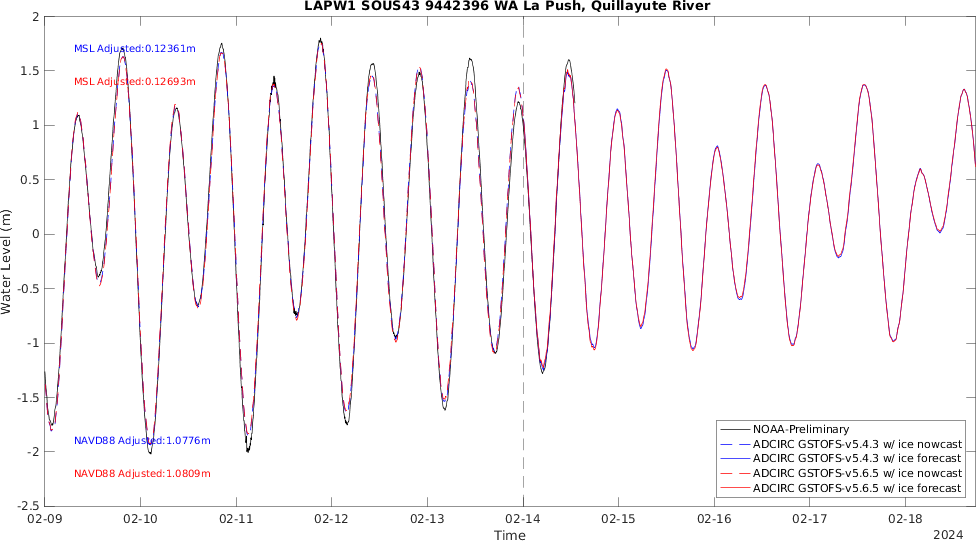 LAPW1 SOUS43 9442396 WA La Push, Quillayute River
2
1.5
1
0.5
0
-0.5
-1
-1.5
-2
-2.5
Water Level (m)
MSL Adjusted:0.12361m
MSL Adjusted:0.12693m
NAVD88 Adjusted:1.0776m
NAVD88 Adjusted:1.0809m
NOAA-Preliminary
ADCIRC GSTOFS-v5.4.3 w/ ice nowcast
ADCIRC GSTOFS-v5.4.3 w/ ice forecast
ADCIRC GSTOFS-v5.6.5 w/ ice nowcast
ADCIRC GSTOFS-v5.6.5 w/ ice forecast
02-09 02-10 02-11 02-12 02-13 02-14 02-15 02-16 02-17 02-18
Time
2024